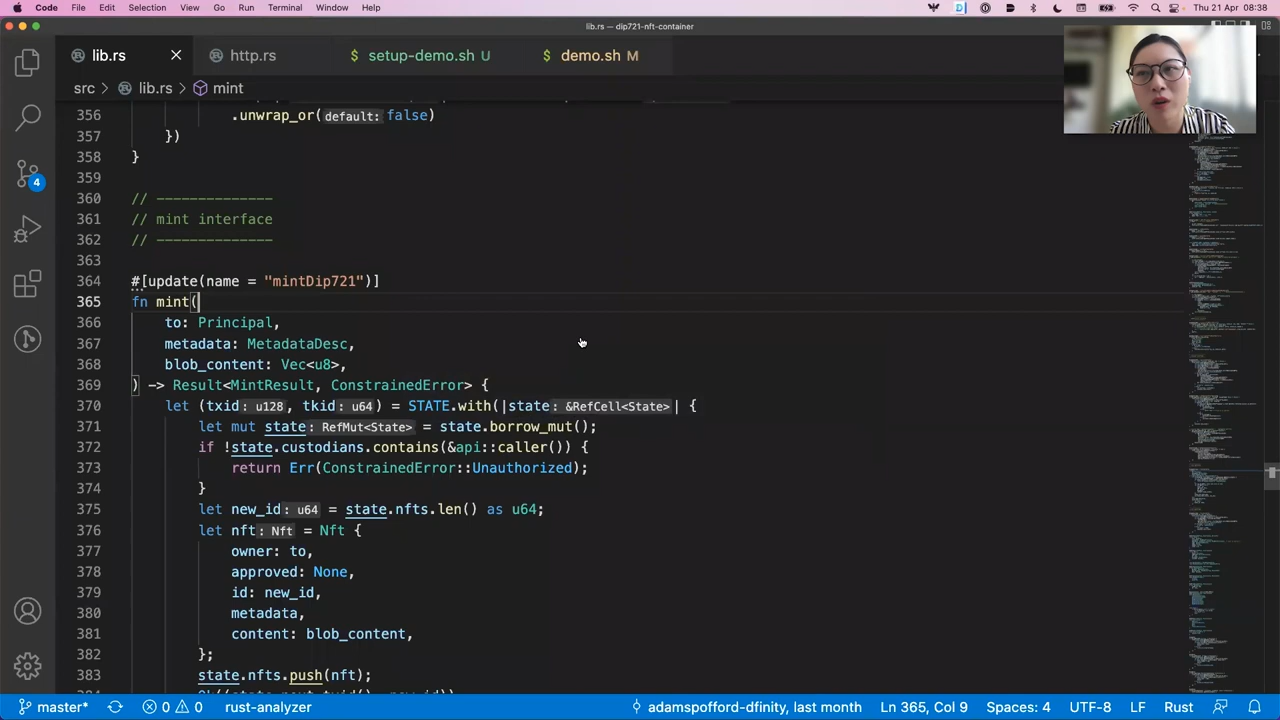 Code File Edit Selection View Go Run Terminal Window Help Thu 21 Apr 08:38
lib.rs — dip721-nft-container
lib.rs http.rs $ setup-demo.sh U $ demo.sh M
src > lib.rs > mint
356 .unwrap_or(default: false)
357 })
358 }
359
360 // ==============
361 // mint interface
362 // ==============
363
364 #[update(name = "mintDip721")]
365 fn mint(
366 to: Principal,
367 metadata: MetadataDesc,
368 blob_content: Vec<u8>,
369 ) -> Result<MintResult, ConstrainedError> {
370 let (txid: u128, tkid: u64) = STATE.with(|state: &RefCell<State>| {
371 let mut state: RefMut<State> = state.borrow_mut();
372 if !state.custodians.contains(&api::caller()) {
373 return Err(ConstrainedError::Unauthorized);
374 }
375 let new_id: u64 = state.nfts.len() as u64;
376 let nft: Nft = Nft {
377 owner: to,
378 approved: None,
379 id: new_id,
380 metadata,
381 content: blob_content,
382 };
383 state.nfts.push(nft);
4
master* 0 0 rust-analyzer adamspofford-dfinity, last month Ln 365, Col 9 Spaces: 4 UTF-8 LF Rust